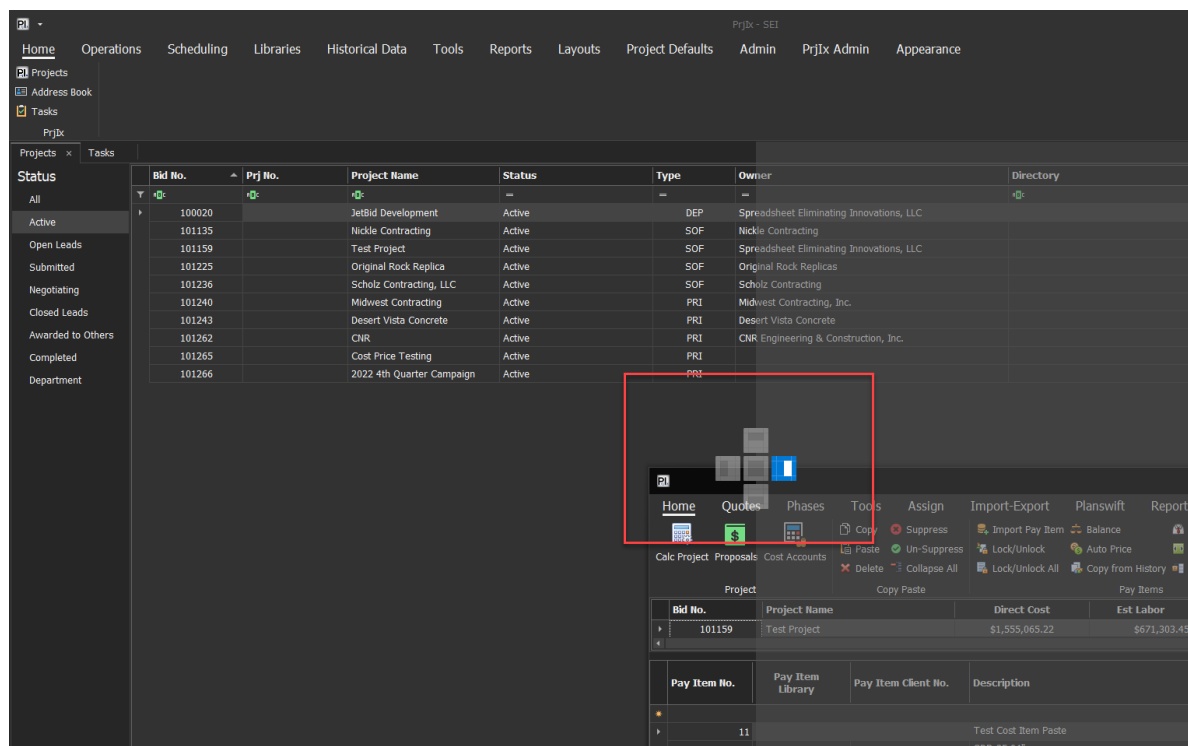 PrjIx - SEI
Home Operations Scheduling Libraries Historical Data Tools Reports Layouts Project Defaults Admin PrjIx Admin Appearance
Projects
Address Book
Tasks
PrjIx
Projects × Tasks
Status
All
Active
Open Leads
Submitted
Negotiating
Closed Leads
Awarded to Others
Completed
Department
Bid No. Prj No. Project Name Status Type Owner Directory
100020 JetBid Development Active DEP Spreadsheet Eliminating Innovations, LLC
101135 Nickle Contracting Active SOF Nickle Contracting
101159 Test Project Active SOF Spreadsheet Eliminating Innovations, LLC
101225 Original Rock Replica Active SOF Original Rock Replicas
101236 Scholz Contracting, LLC Active SOF Scholz Contracting
101240 Midwest Contracting Active PRI Midwest Contracting, Inc.
101243 Desert Vista Concrete Active PRI Desert Vista Concrete
101262 CNR Active PRI CNR Engineering & Construction, Inc.
101265 Cost Price Testing Active PRI
101266 2022 4th Quarter Campaign Active PRI
Home Quotes Phases Tools Assign Import-Export Planswift Report
Calc Project Proposals Cost Accounts
Copy Suppress Import Pay Item Balance
Paste Un-Suppress Lock/Unlock Auto Price
Delete Collapse All Lock/Unlock All Copy from History
Project Copy Paste Pay Items
Bid No. Project Name Direct Cost Est Labor
101159 Test Project $1,555,065.22 $671,303.45
Pay Item No. Pay Item Library Pay Item Client No. Description
11 Test Cost Item Paste